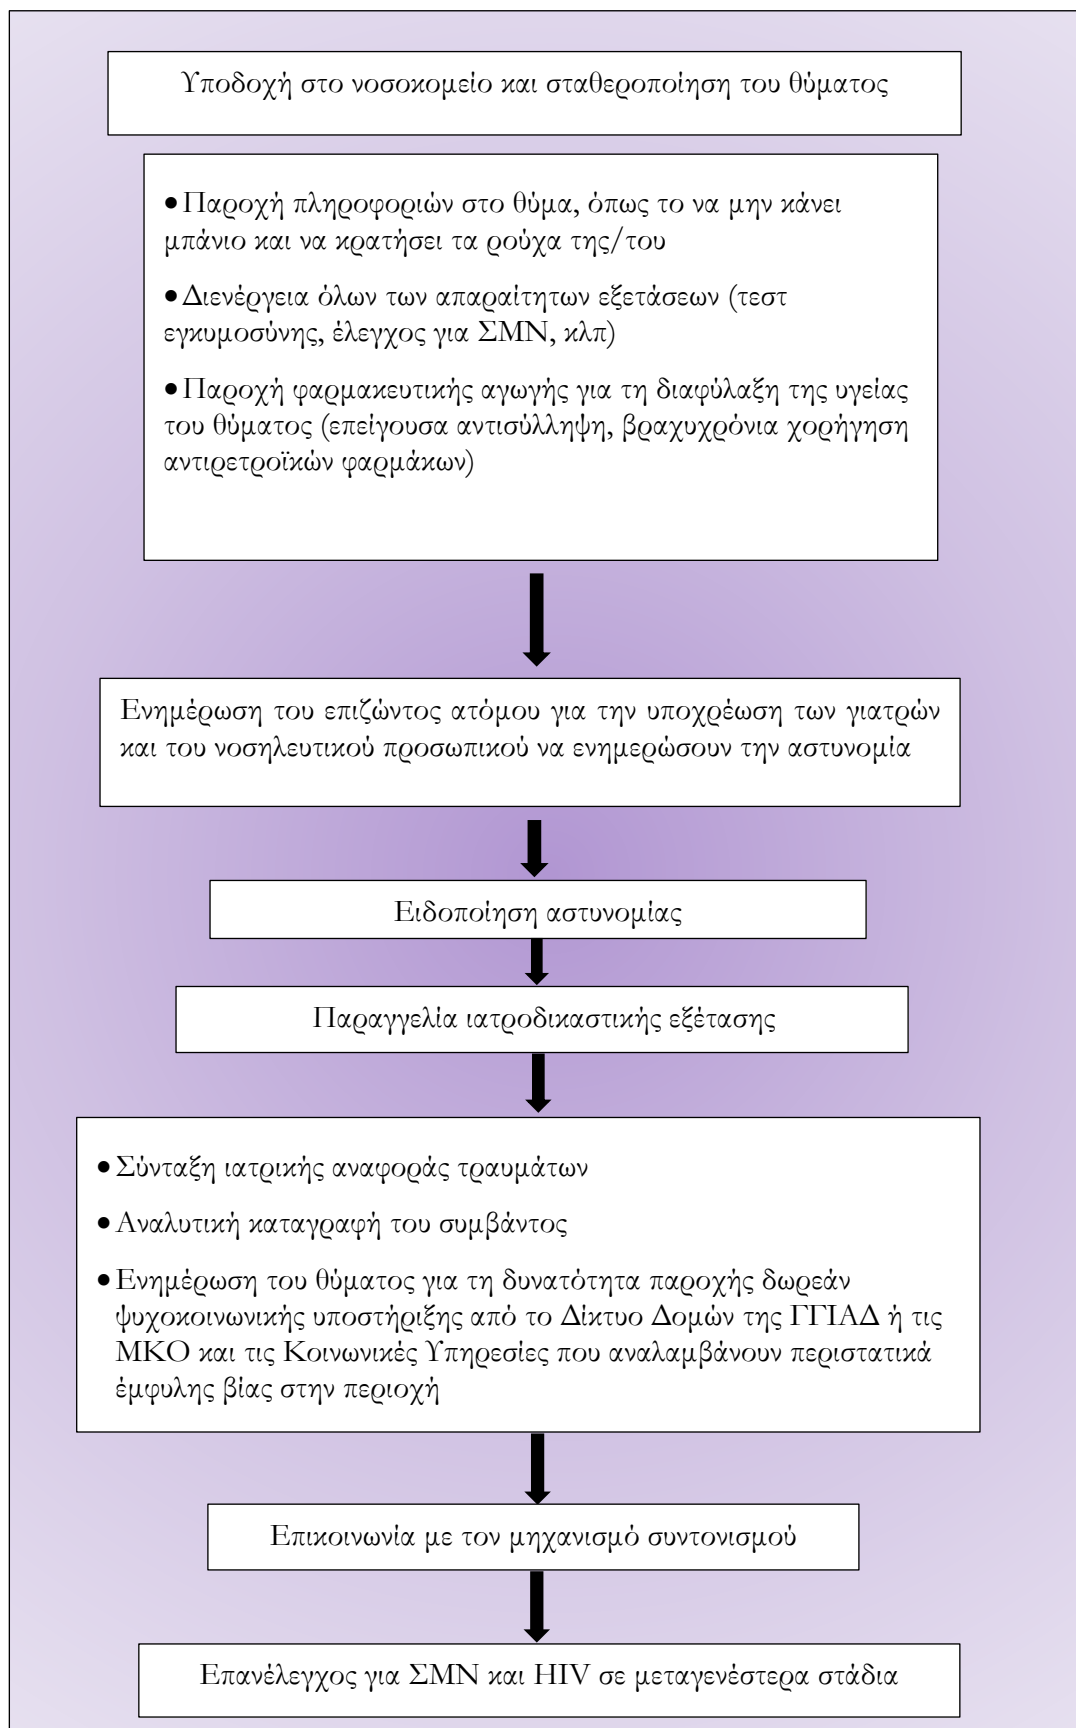 Υποδοχή στο νοσοκομείο και σταθεροποίηση του θύματος
• Παροχή πληροφοριών στο θύμα, όπως το να μην κάνει
μπάνιο και να κρατήσει τα ρούχα της/του
• Διενέργεια όλων των απαραίτητων εξετάσεων (τεστ
εγκυμοσύνης, έλεγχος για ΣΜΝ, κλπ)
• Παροχή φαρμακευτικής αγωγής για τη διαφύλαξη της υγείας
του θύματος (επείγουσα αντισύλληψη, βραχυχρόνια χορήγηση
αντιρετροϊκών φαρμάκων)
Ενημέρωση του επιζώντος ατόμου για την υποχρέωση των γιατρών
και του νοσηλευτικού προσωπικού να ενημερώσουν την αστυνομία
Ειδοποίηση αστυνομίας
Παραγγελία ιατροδικαστικής εξέτασης
• Σύνταξη ιατρικής αναφοράς τραυμάτων
• Αναλυτική καταγραφή του συμβάντος
• Ενημέρωση του θύματος για τη δυνατότητα παροχής δωρεάν
ψυχοκοινωνικής υποστήριξης από το Δίκτυο Δομών της ΓΓΙΑΔ ή τις
ΜΚΟ και τις Κοινωνικές Υπηρεσίες που αναλαμβάνουν περιστατικά
έμφυλης βίας στην περιοχή
Επικοινωνία με τον μηχανισμό συντονισμού
Επανέλεγχος για ΣΜΝ και HIV σε μεταγενέστερα στάδια